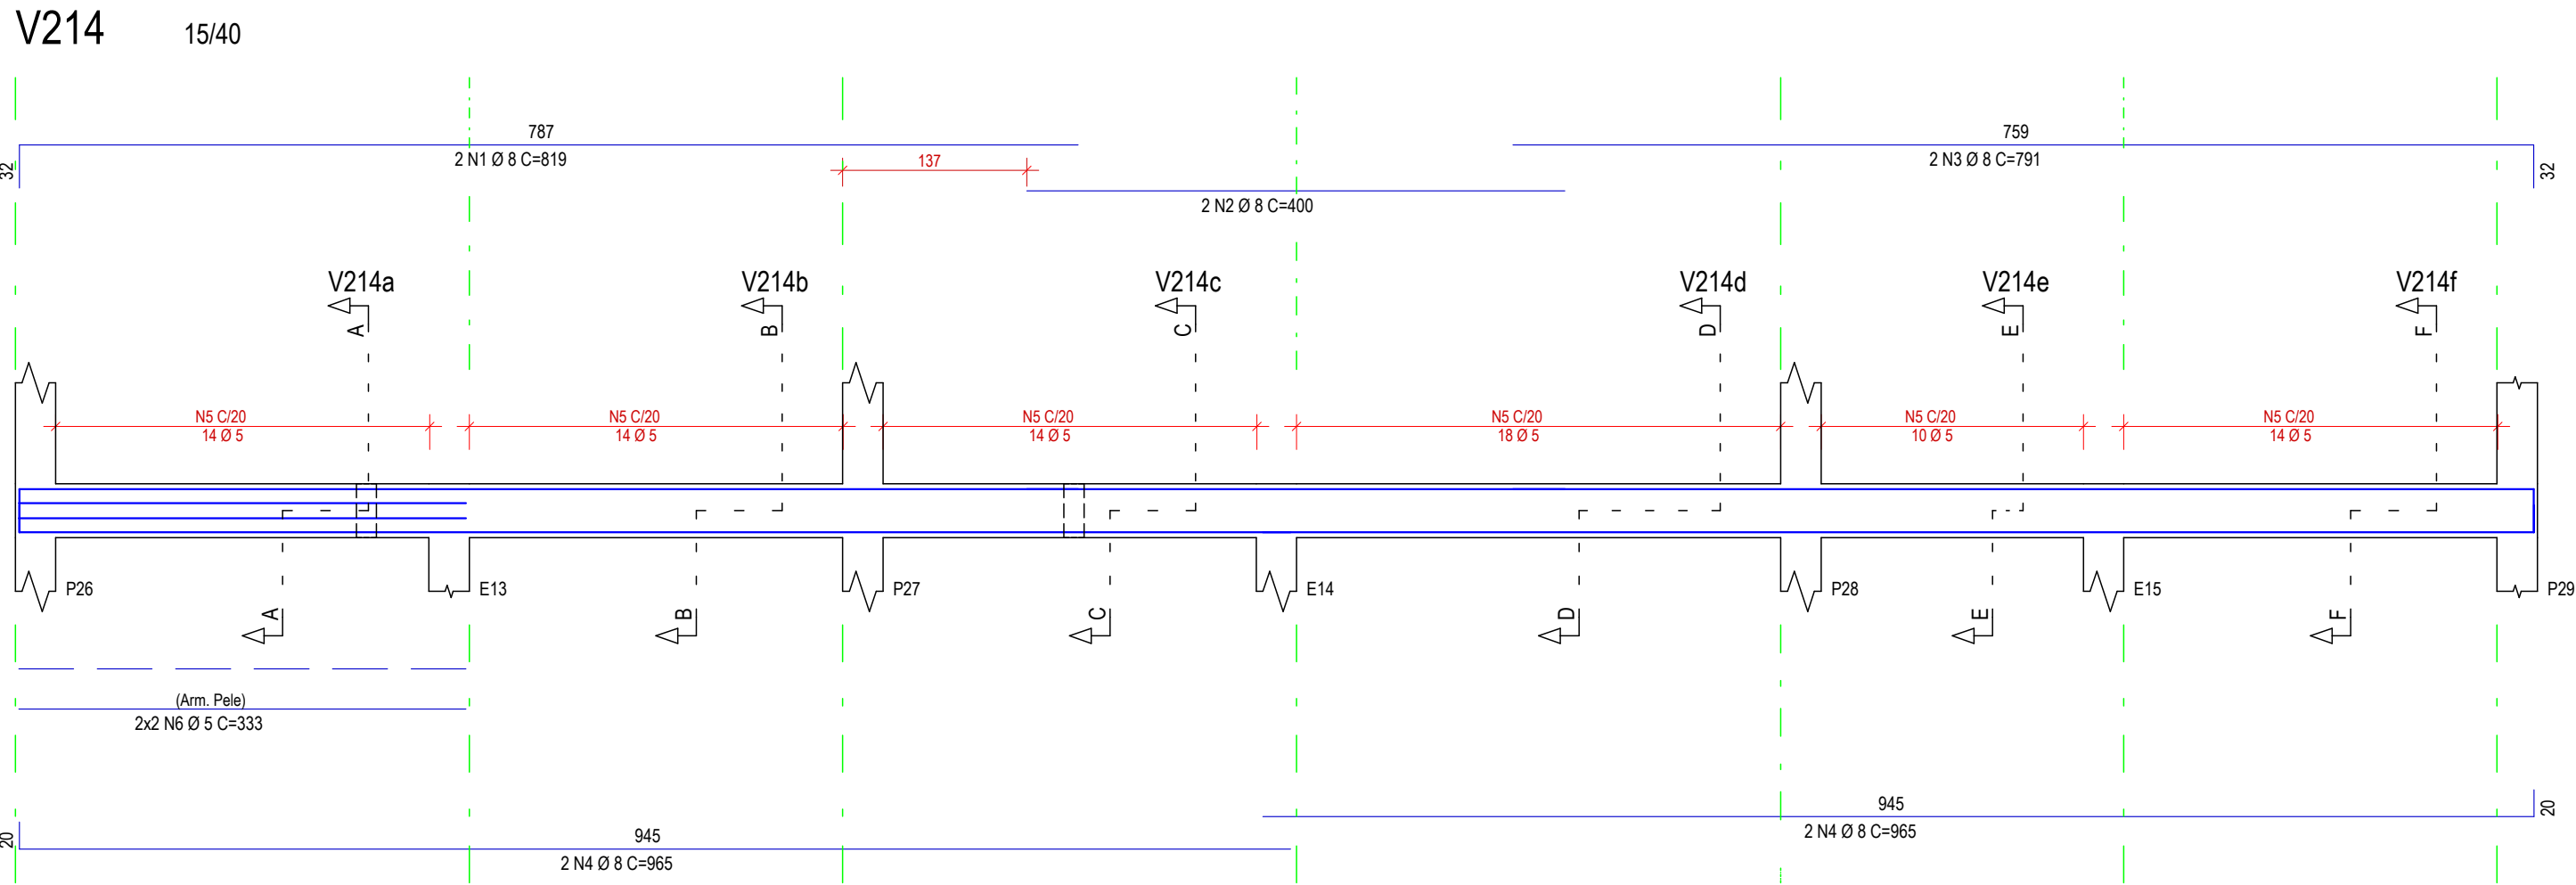 V214 15/40
787 759
32 2 N1 Ø 8 C=819 137 2 N3 Ø 8 C=791 32
2 N2 Ø 8 C=400
V214a V214b V214c V214d V214e V214f
A B C D E F
N5 C/20 N5 C/20 N5 C/20 N5 C/20 N5 C/20 N5 C/20
14 Ø 5 14 Ø 5 14 Ø 5 18 Ø 5 10 Ø 5 14 Ø 5
P26 E13 P27 E14 P28 E15 P29
A B C D E F
(Arm. Pele)
2x2 N6 Ø 5 C=333
945 20
2 N4 Ø 8 C=965
20 945
2 N4 Ø 8 C=965